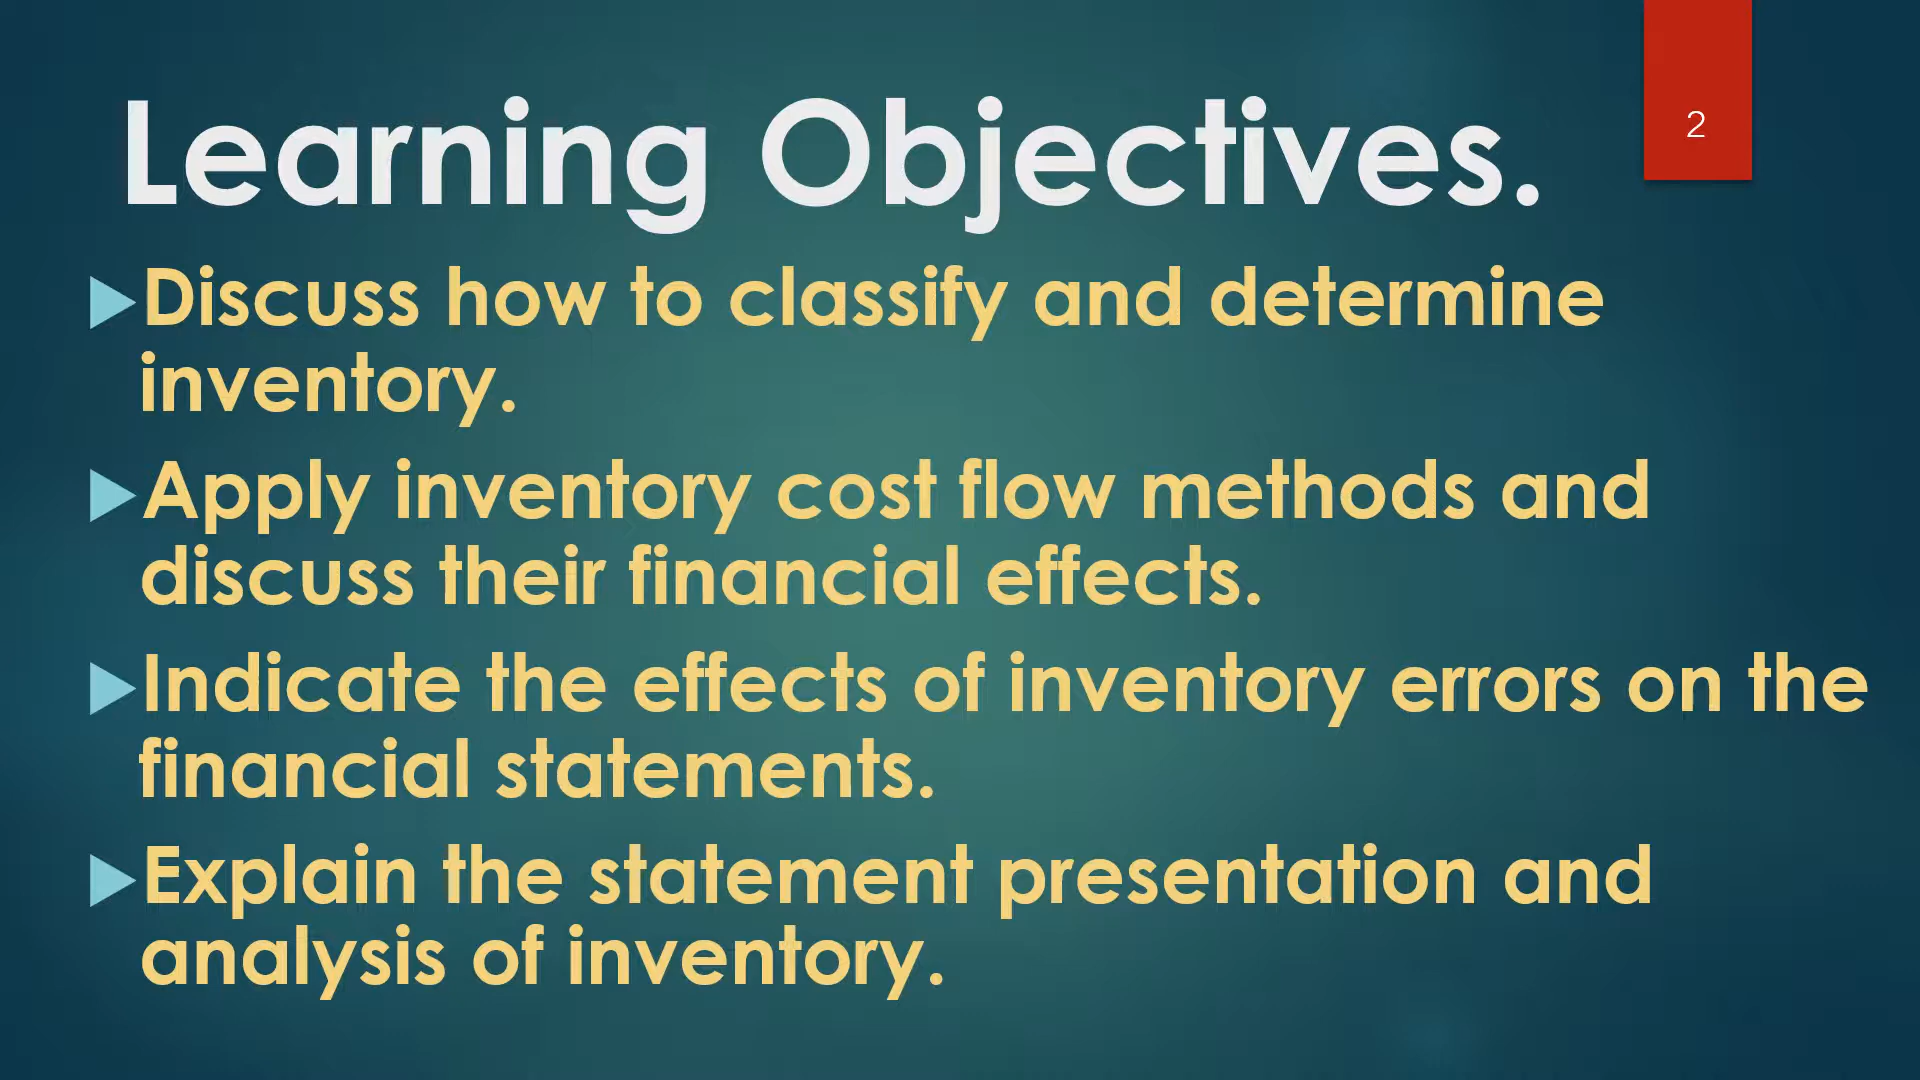 Learning Objectives.
2
Discuss how to classify and determine
inventory.
Apply inventory cost flow methods and
discuss their financial effects.
Indicate the effects of inventory errors on the
financial statements.
Explain the statement presentation and
analysis of inventory.